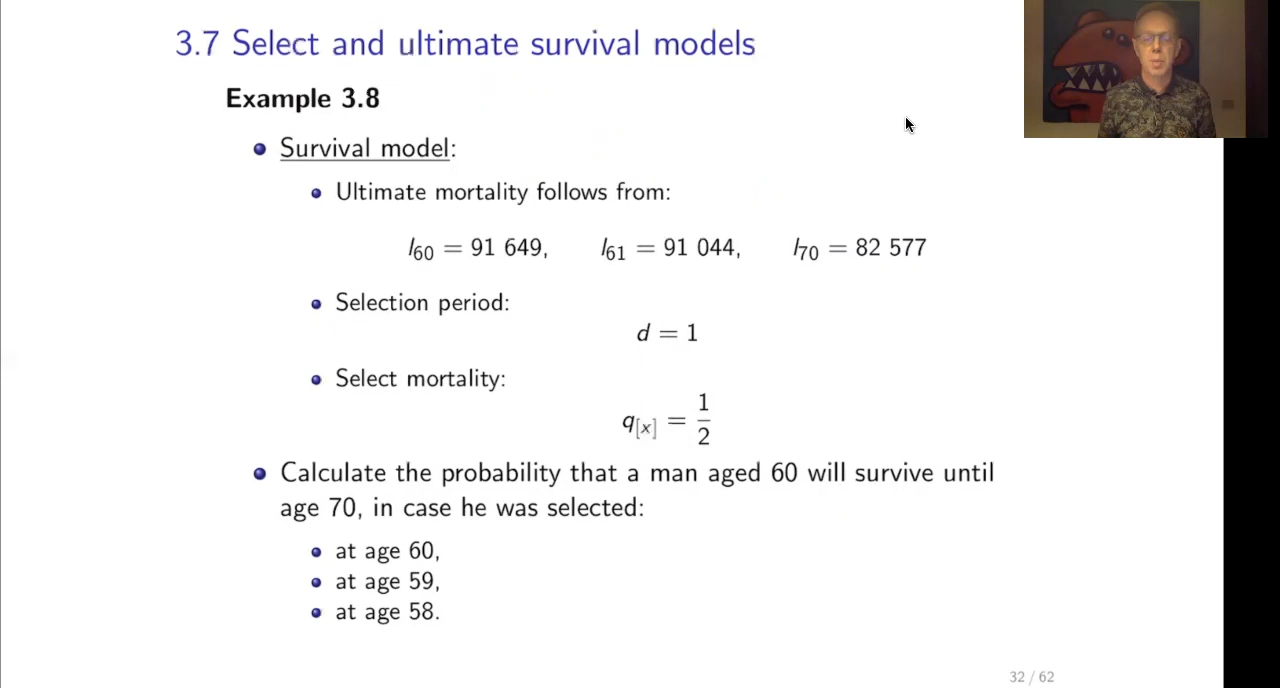 3.7 Select and ultimate survival models
Example 3.8
Survival model:
Ultimate mortality follows from:
l60 = 91 649, l61 = 91 044, l70 = 82 577
Selection period:
d = 1
Select mortality:
q[x] = 1/2
Calculate the probability that a man aged 60 will survive until
age 70, in case he was selected:
at age 60,
at age 59,
at age 58.
32 / 62